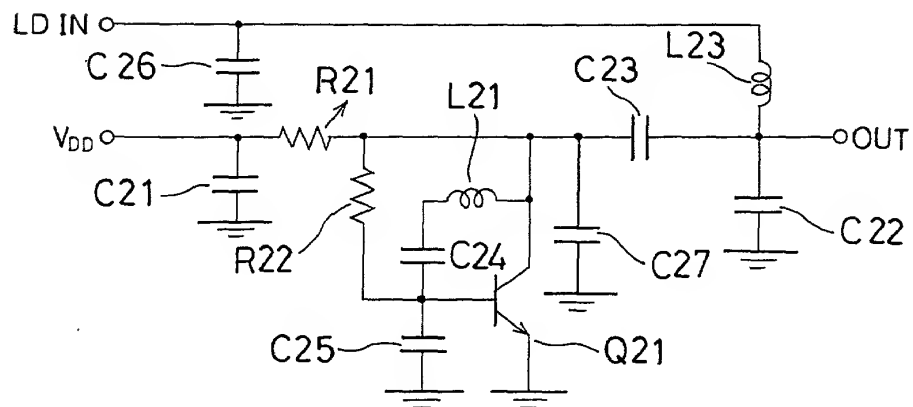 LD IN
L23
C26
C23
R21
L21
VDD
OUT
C21
C22
R22
C24
C27
C25
Q21